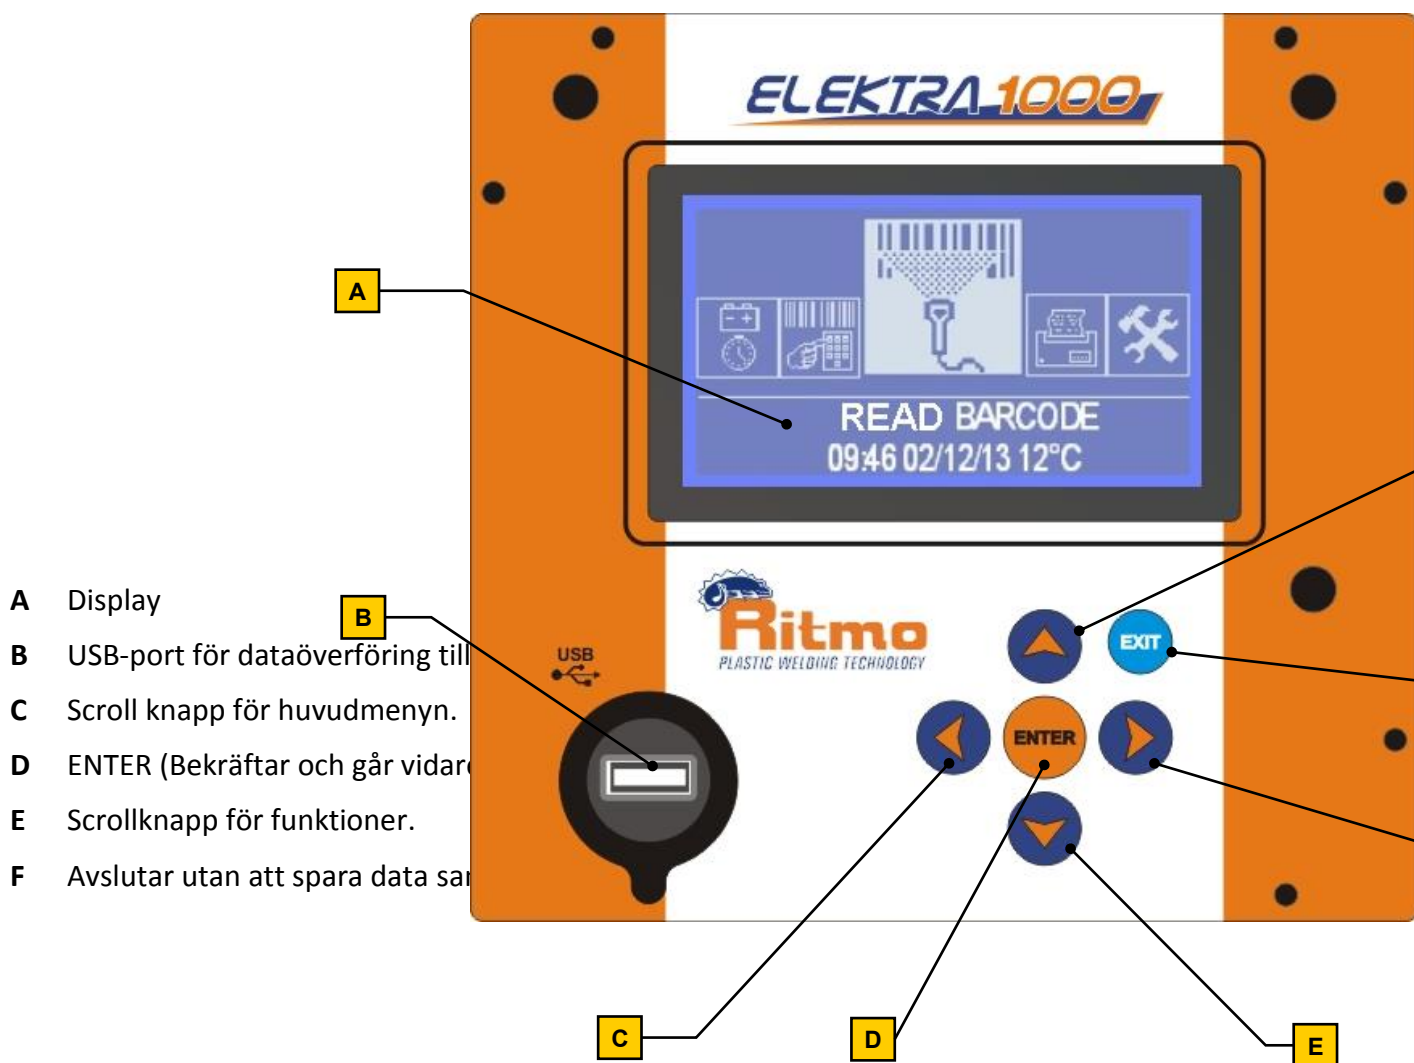 ELEKTRA 1000
A
READ BARCODE
09:46 02/12/13 12°C
A Display
B
B USB-port för dataöverföring till
C Scroll knapp för huvudmenyn.
D ENTER (Bekräftar och går vidare
E Scrollknapp för funktioner.
F Avslutar utan att spara data
USB
Ritmo
PLASTIC WELDING TECHNOLOGY
EXIT
ENTER
C
D
E